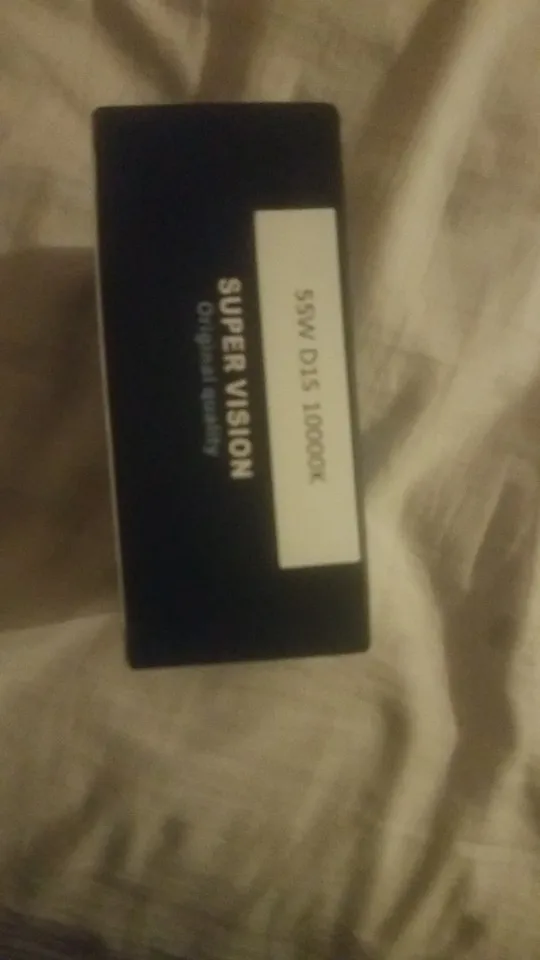 55W D1S 10000K
SUPER VISION
Original quality